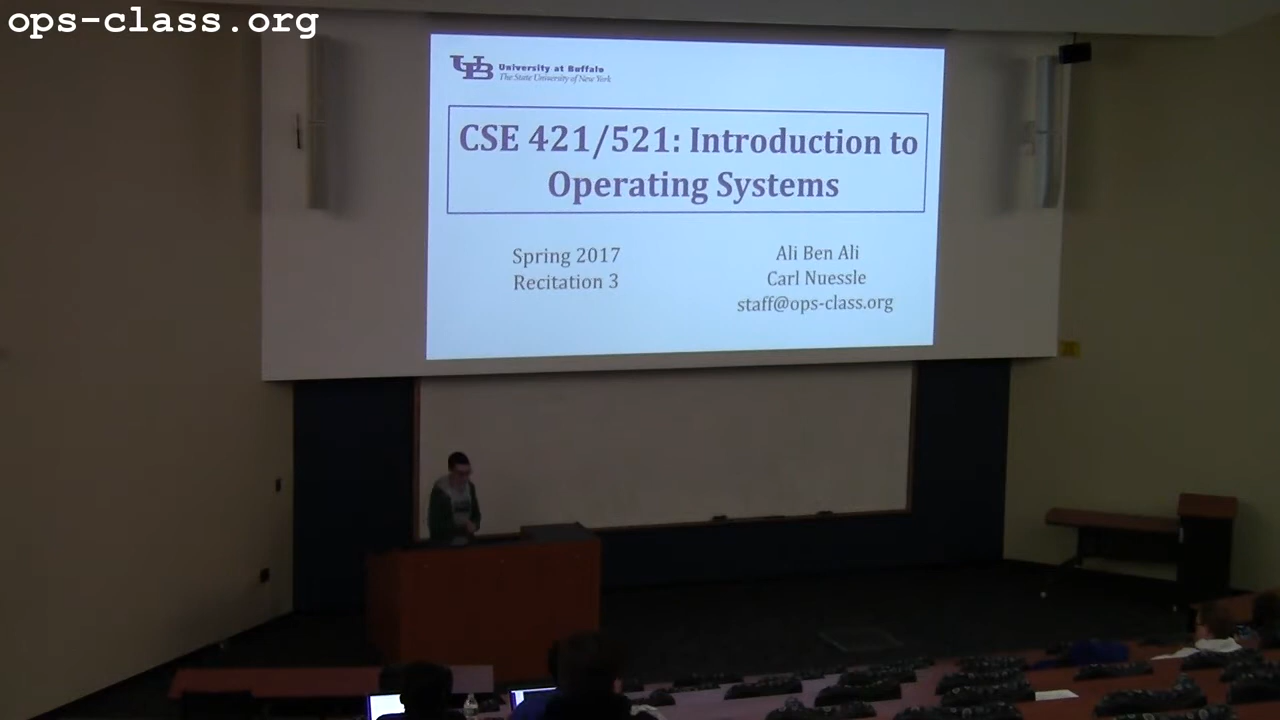 ops-class.org
UB University at Buffalo
The State University of New York
CSE 421/521: Introduction to
Operating Systems
Spring 2017
Recitation 3
Ali Ben Ali
Carl Nuessle
staff@ops-class.org